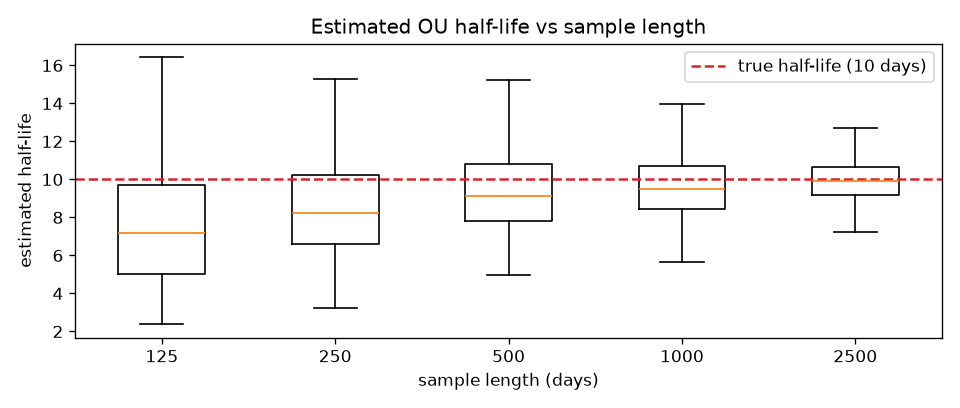 Estimated OU half-life vs sample length
true half-life (10 days)
estimated half-life
16
14
12
10
8
6
4
2
125 250 500 1000 2500
sample length (days)